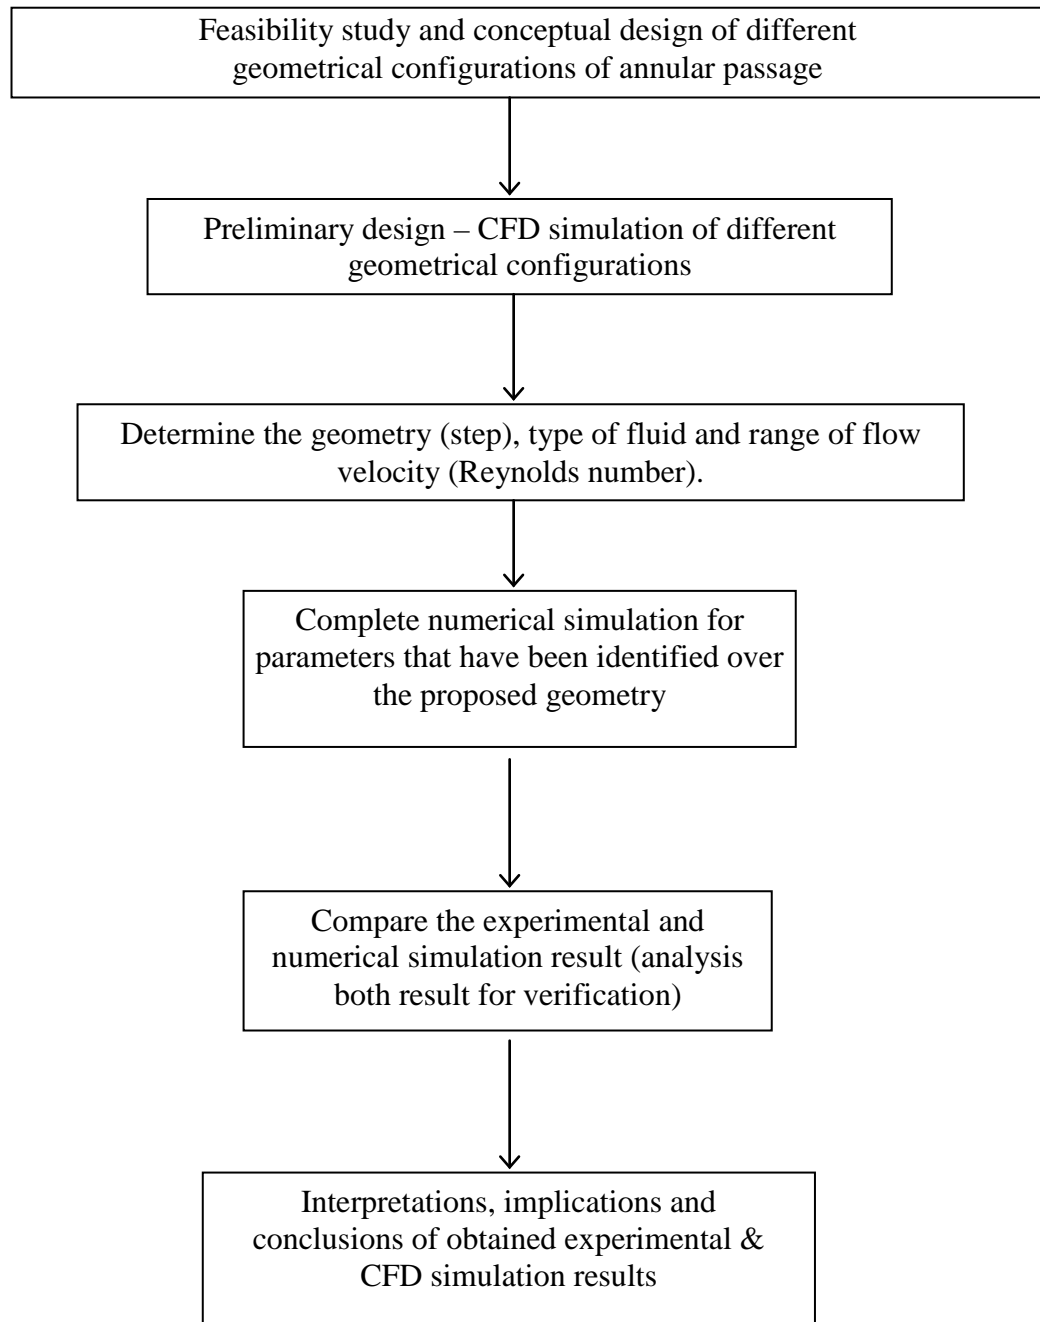 Feasibility study and conceptual design of different
geometrical configurations of annular passage
Preliminary design – CFD simulation of different
geometrical configurations
Determine the geometry (step), type of fluid and range of flow
velocity (Reynolds number).
Complete numerical simulation for
parameters that have been identified over
the proposed geometry
Compare the experimental and
numerical simulation result (analysis
both result for verification)
Interpretations, implications and
conclusions of obtained experimental &
CFD simulation results